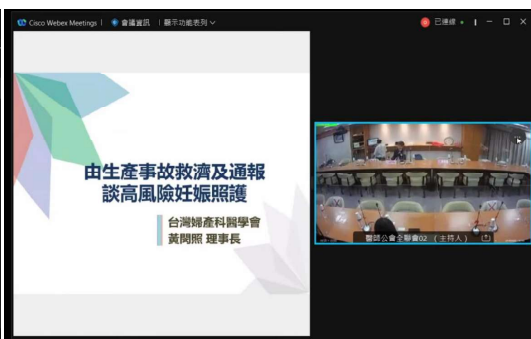 Cisco Webex Meetings
會議資訊
顯示功能表列
已連線
由生產事故救濟及通報
談高風險妊娠照護
台灣婦產科醫學會
黃閔照 理事長
醫師公會全聯會02 (主持人)